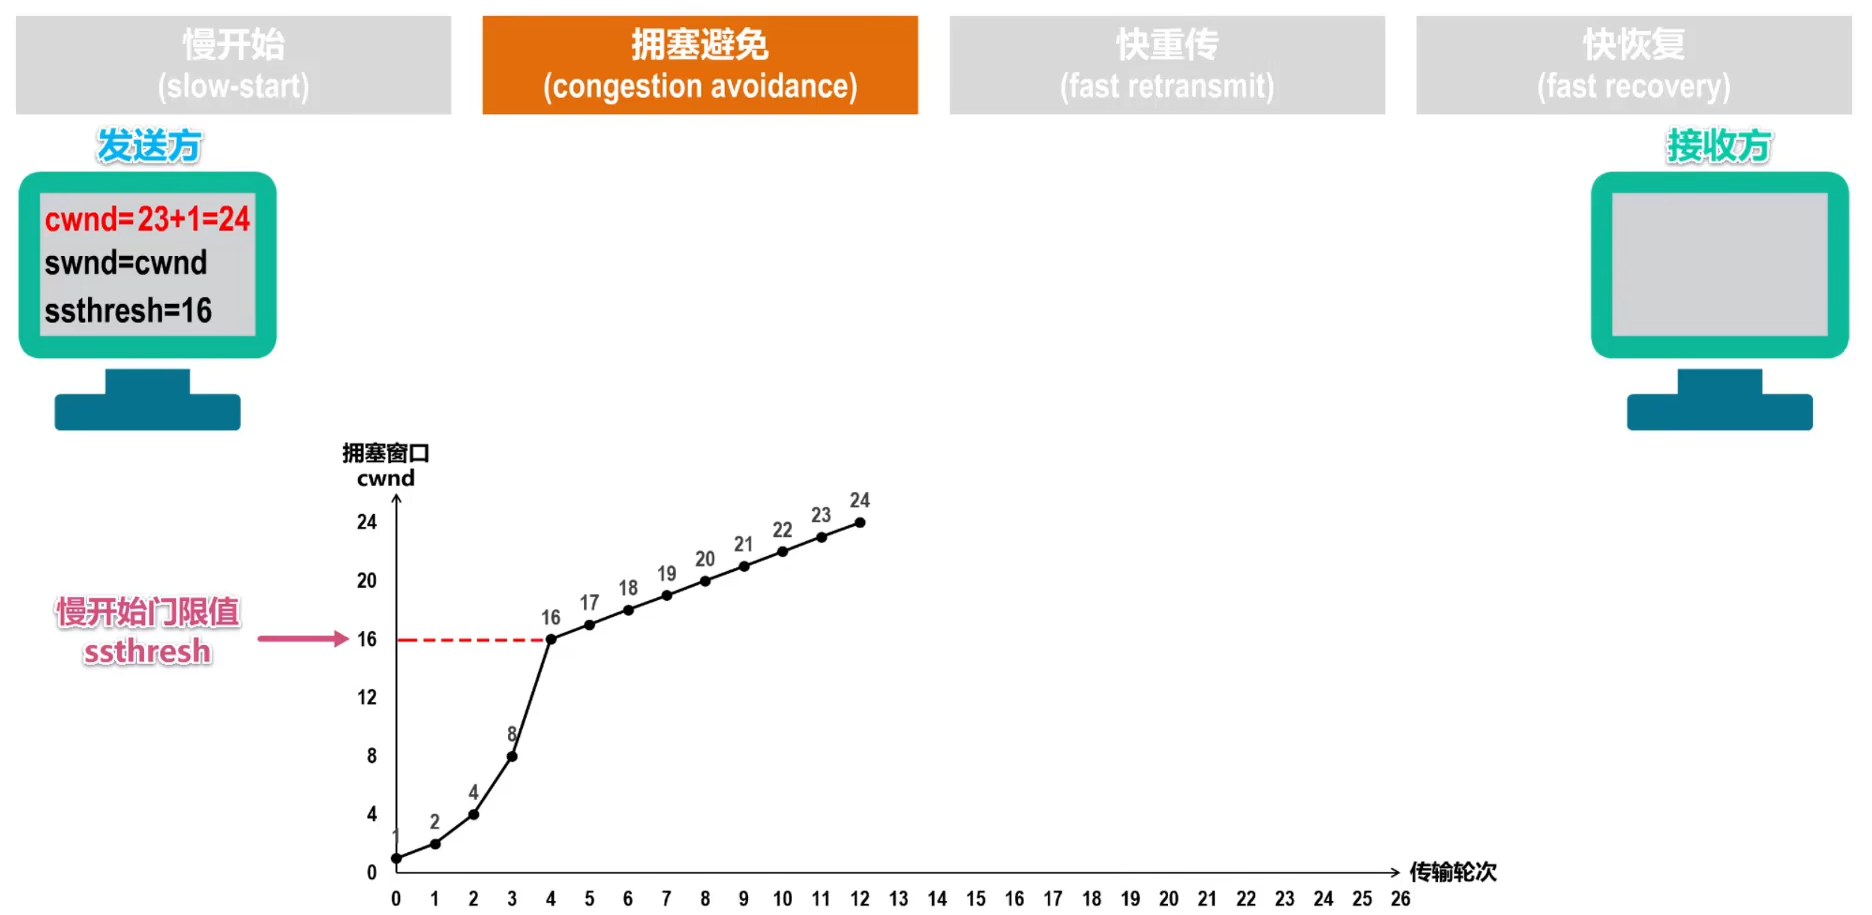 慢开始
(slow-start)
拥塞避免
(congestion avoidance)
快重传
(fast retransmit)
快恢复
(fast recovery)
发送方
接收方
cwnd=23+1=24
swnd=cwnd
ssthresh=16
拥塞窗口
cwnd
24
20
16
12
8
4
0
慢开始门限值
ssthresh
1
2
4
8
16
17
18
19
20
21
22
23
24
0 1 2 3 4 5 6 7 8 9 10 11 12 13 14 15 16 17 18 19 20 21 22 23 24 25 26
传输轮次